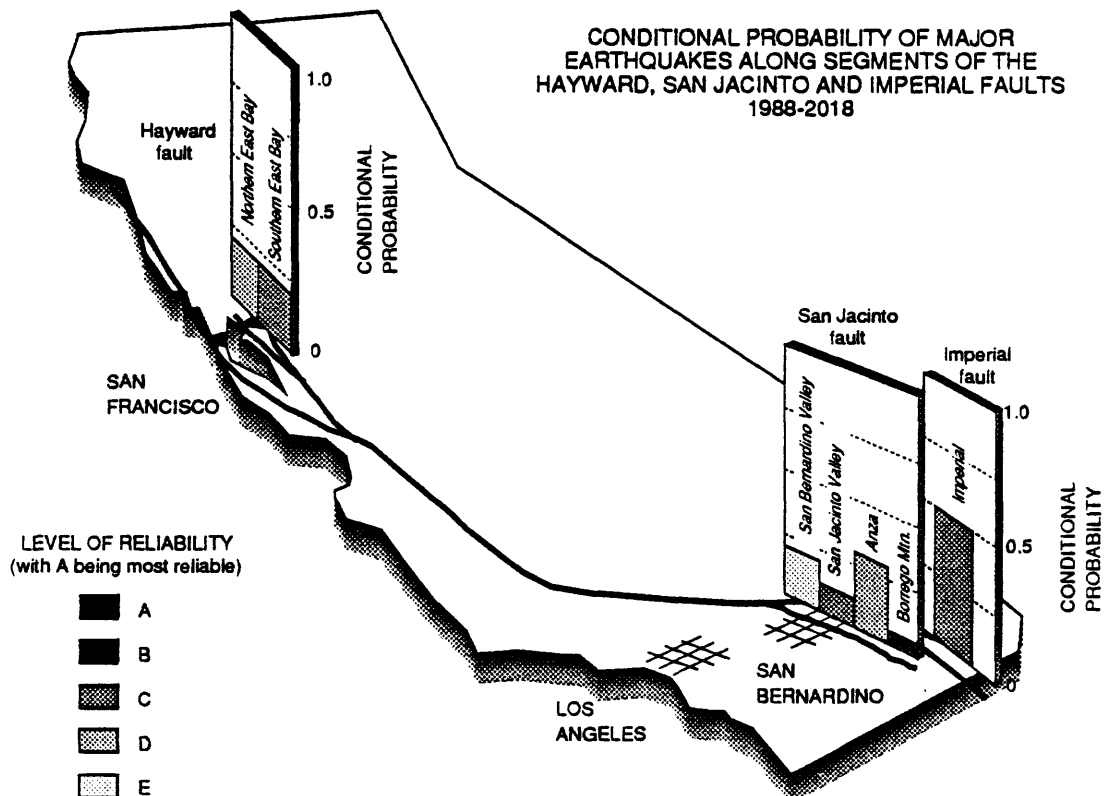 CONDITIONAL PROBABILITY OF MAJOR
EARTHQUAKES ALONG SEGMENTS OF THE
HAYWARD, SAN JACINTO AND IMPERIAL FAULTS
1988-2018
Hayward
fault
Northern East Bay
Southern East Bay
1.0
0.5
0
CONDITIONAL
PROBABILITY
SAN
FRANCISCO
San Jacinto
fault
Imperial
fault
San Bernardino Valley
San Jacinto Valley
Anza
Borrego Mtn.
Imperial
1.0
0.5
0
CONDITIONAL
PROBABILITY
LOS
ANGELES
SAN
BERNARDINO
LEVEL OF RELIABILITY
(with A being most reliable)
A
B
C
D
E